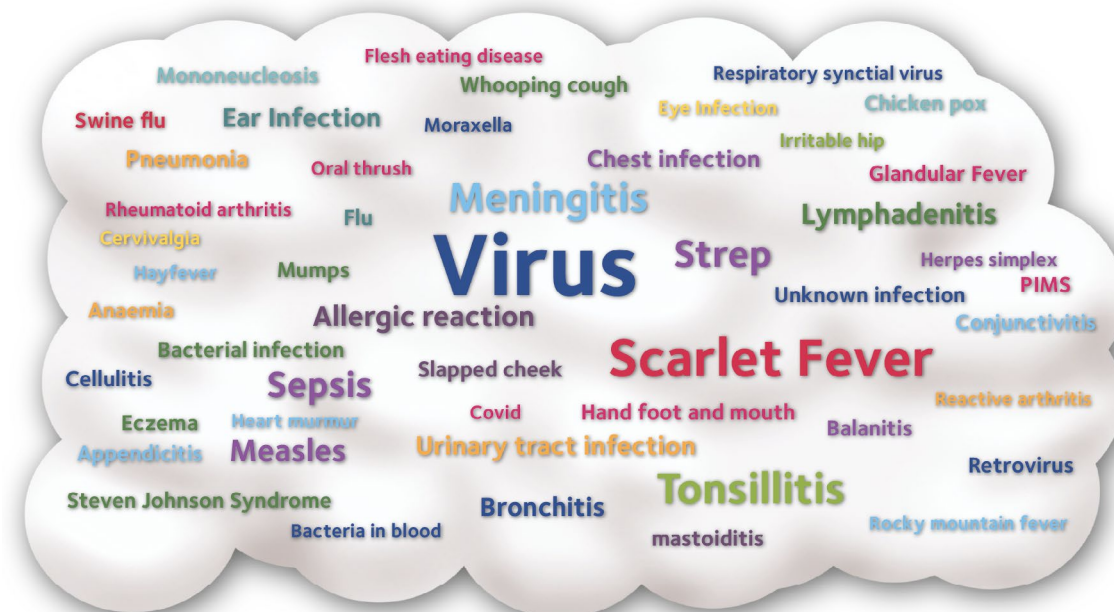 Flesh eating disease
Mononucleosis
Whooping cough
Respiratory synctial virus
Swine flu
Ear Infection
Moraxella
Eye Infection
Chicken pox
Pneumonia
Oral thrush
Chest infection
Irritable hip
Glandular Fever
Meningitis
Rheumatoid arthritis
Flu
Lymphadenitis
Cervivalgia
Virus
Strep
Hayfever
Mumps
Herpes simplex
PIMS
Unknown infection
Anaemia
Allergic reaction
Conjunctivitis
Bacterial infection
Scarlet Fever
Cellulitis
Sepsis
Slapped cheek
Reactive arthritis
Eczema
Heart murmur
Covid
Hand foot and mouth
Balanitis
Appendicitis
Measles
Urinary tract infection
Retrovirus
Steven Johnson Syndrome
Bronchitis
Tonsillitis
Bacteria in blood
mastoiditis
Rocky mountain fever